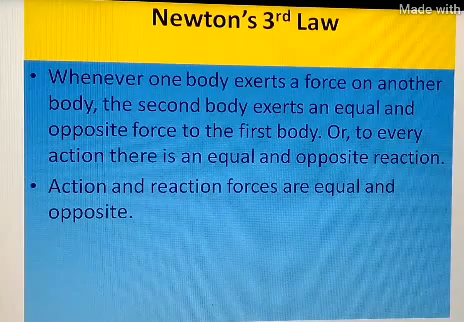 Made with
Newton's 3rd Law
• Whenever one body exerts a force on another
body, the second body exerts an equal and
opposite force to the first body. Or, to every
action there is an equal and opposite reaction.
• Action and reaction forces are equal and
opposite.